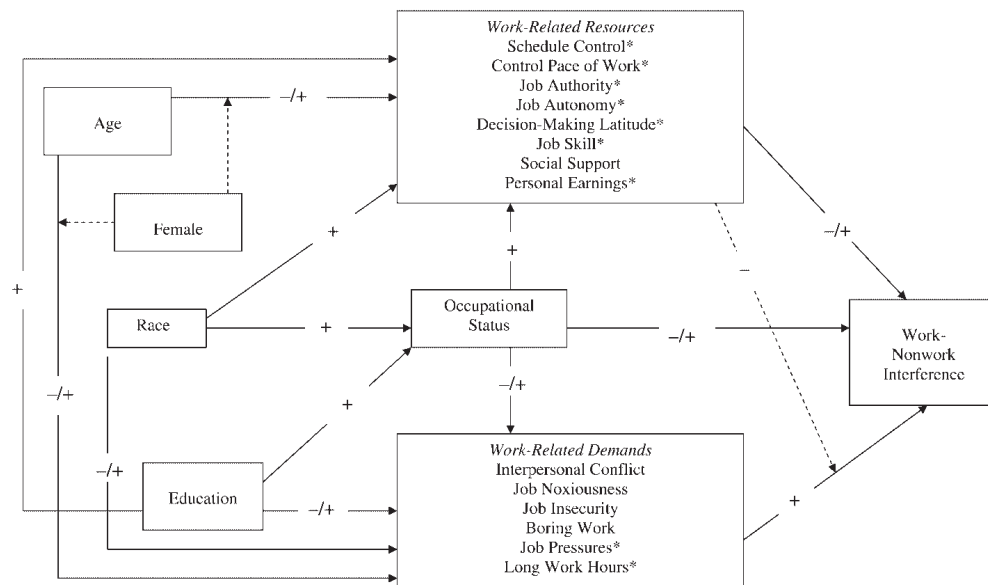 Work-Related Resources
Schedule Control*
Control Pace of Work*
Job Authority*
Job Autonomy*
Decision-Making Latitude*
Job Skill*
Social Support
Personal Earnings*
–/+
Age
Female
+
+
–
–/+
+
Race
+
Occupational
Status
–/+
Work-
Nonwork
Interference
–/+
–/+
+
–/+
Education
–/+
Work-Related Demands
Interpersonal Conflict
Job Noxiousness
Job Insecurity
Boring Work
Job Pressures*
Long Work Hours*
+